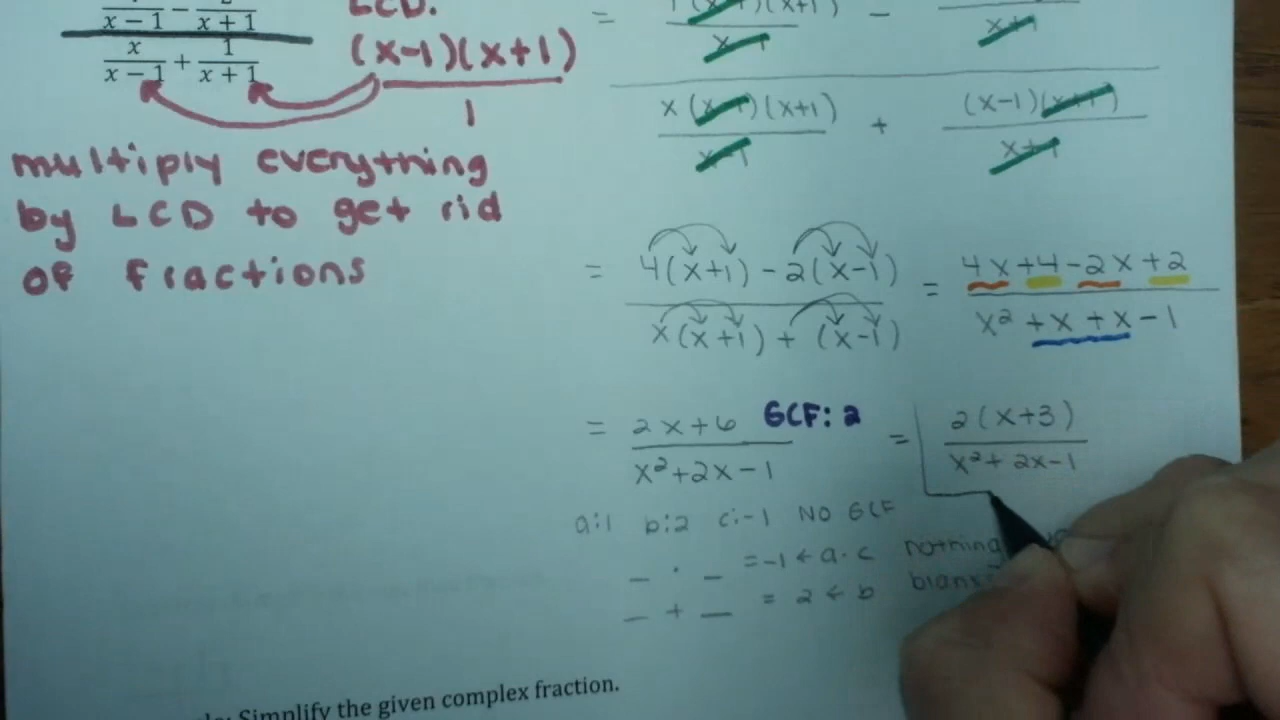 x − 1 − x + 1
LCD:
(x-1)(x+1)
1
x/(x − 1) + 1/(x + 1)
multiply everything
by LCD to get rid
of fractions
= (x+1) −
x (x-1)(x+1)/(x-1) + (x-1)(x+1)/(x+1)
= 4(x+1) − 2(x-1) / x(x+1) + (x-1) = 4x+4-2x+2 / x²+x+x-1
= 2x+6 / x²+2x-1 GCF: 2 = 2(x+3) / x²+2x-1
a:1 b:2 c:-1 NO GCF
_ · _ = -1 ← a·c nothing
_ + _ = 2 ← b
Simplify the given complex fraction.